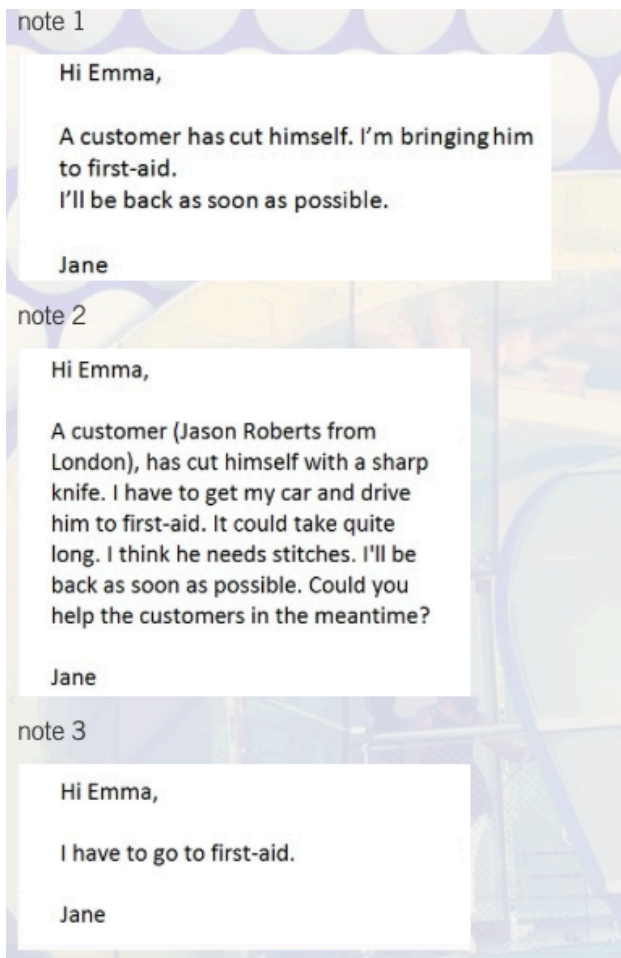 note 1
Hi Emma,
A customer has cut himself. I’m bringing him
to first-aid.
I’ll be back as soon as possible.
Jane
note 2
Hi Emma,
A customer (Jason Roberts from
London), has cut himself with a sharp
knife. I have to get my car and drive
him to first-aid. It could take quite
long. I think he needs stitches. I'll be
back as soon as possible. Could you
help the customers in the meantime?
Jane
note 3
Hi Emma,
I have to go to first-aid.
Jane